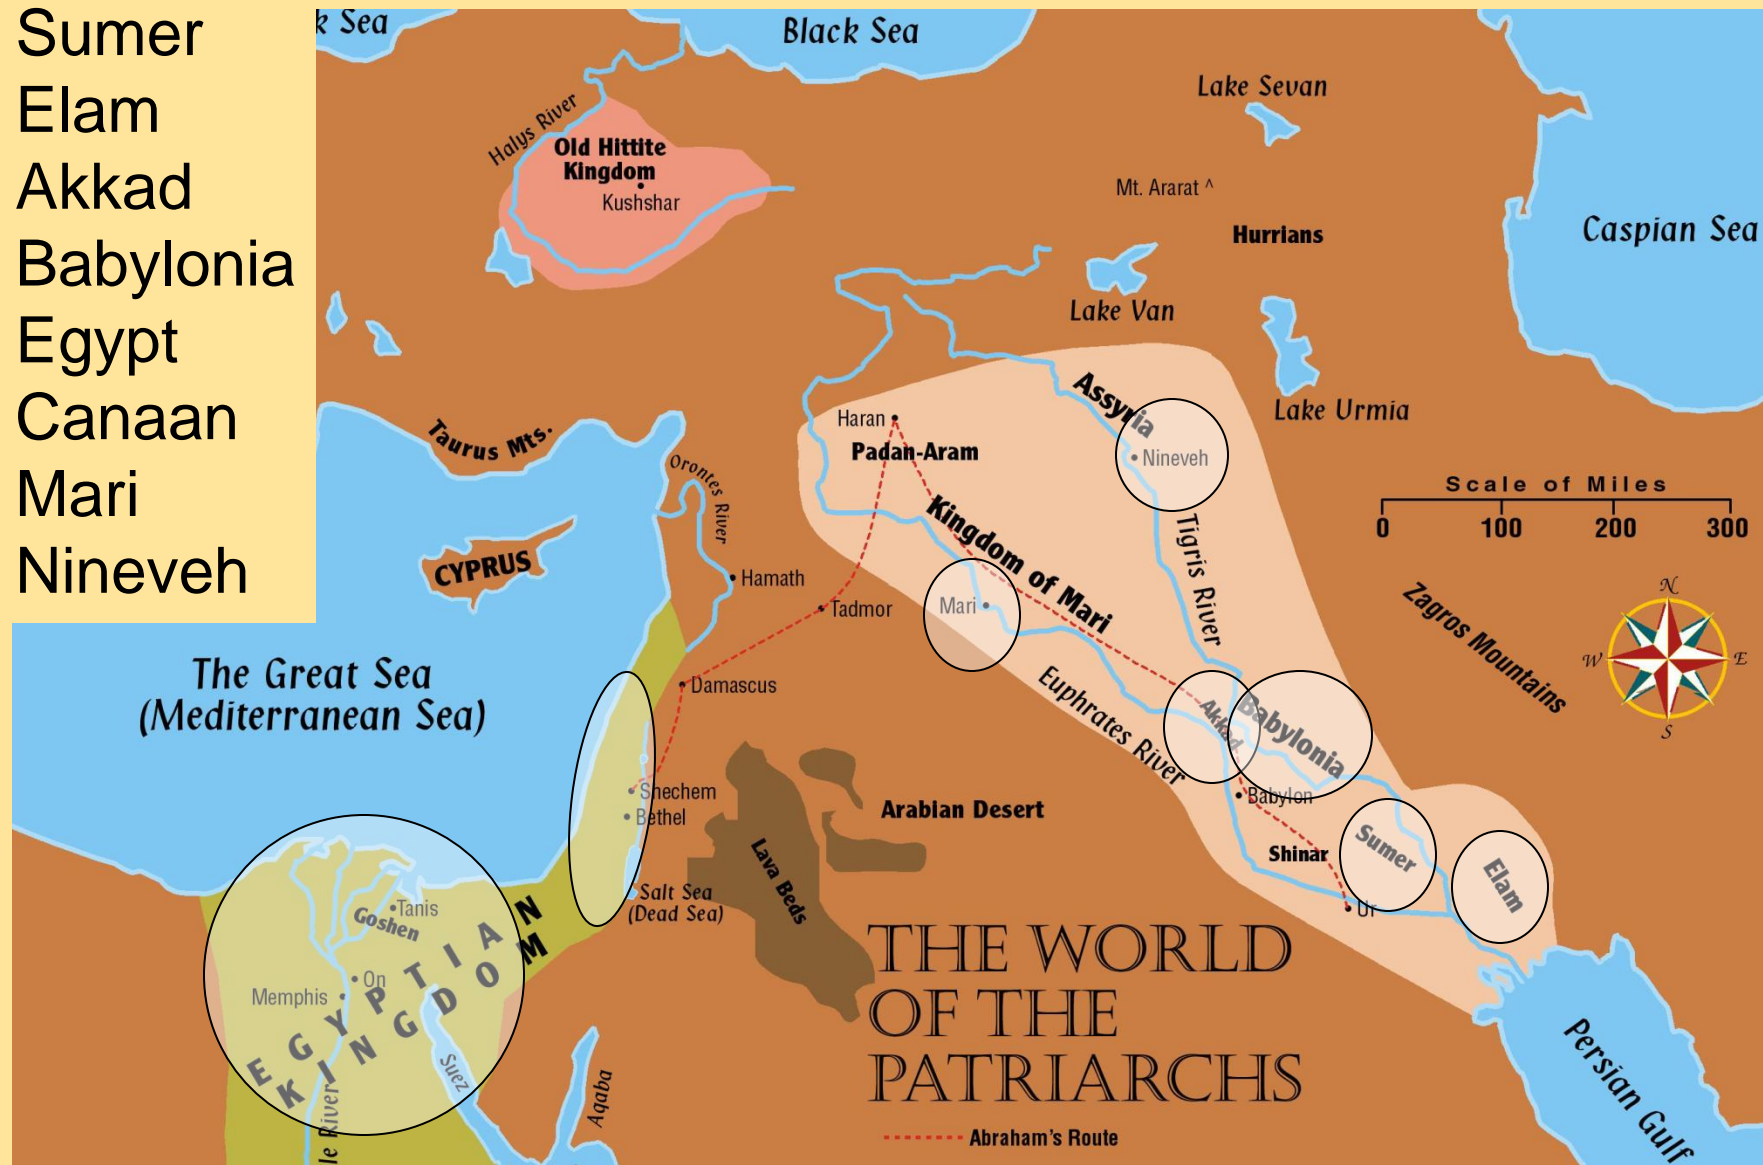 Sumer
Elam
Akkad
Babylonia
Egypt
Canaan
Mari
Nineveh
k Sea
Black Sea
Lake Sevan
Halys River
Old Hittite
Kingdom
Kushshar
Mt. Ararat ^
Hurrians
Caspian Sea
Lake Van
Lake Urmia
Assyria
Nineveh
Haran
Padan-Aram
Taurus Mts.
Orontes River
Scale of Miles
0 100 200 300
Kingdom of Mari
Tigris River
CYPRUS
Hamath
Tadmor
Mari
Zagros Mountains
N
W E
S
The Great Sea
(Mediterranean Sea)
Damascus
Euphrates River
Akkad
Babylonia
Shechem
Bethel
Babylon
Arabian Desert
Lava Beds
Shinar
Sumer
Elam
Ur
Salt Sea
(Dead Sea)
Tanis
Goshen
On
Memphis
EGYPTIAN
KINGDOM
Suez
Aqaba
le River
THE WORLD
OF THE
PATRIARCHS
Persian Gulf
Abraham's Route